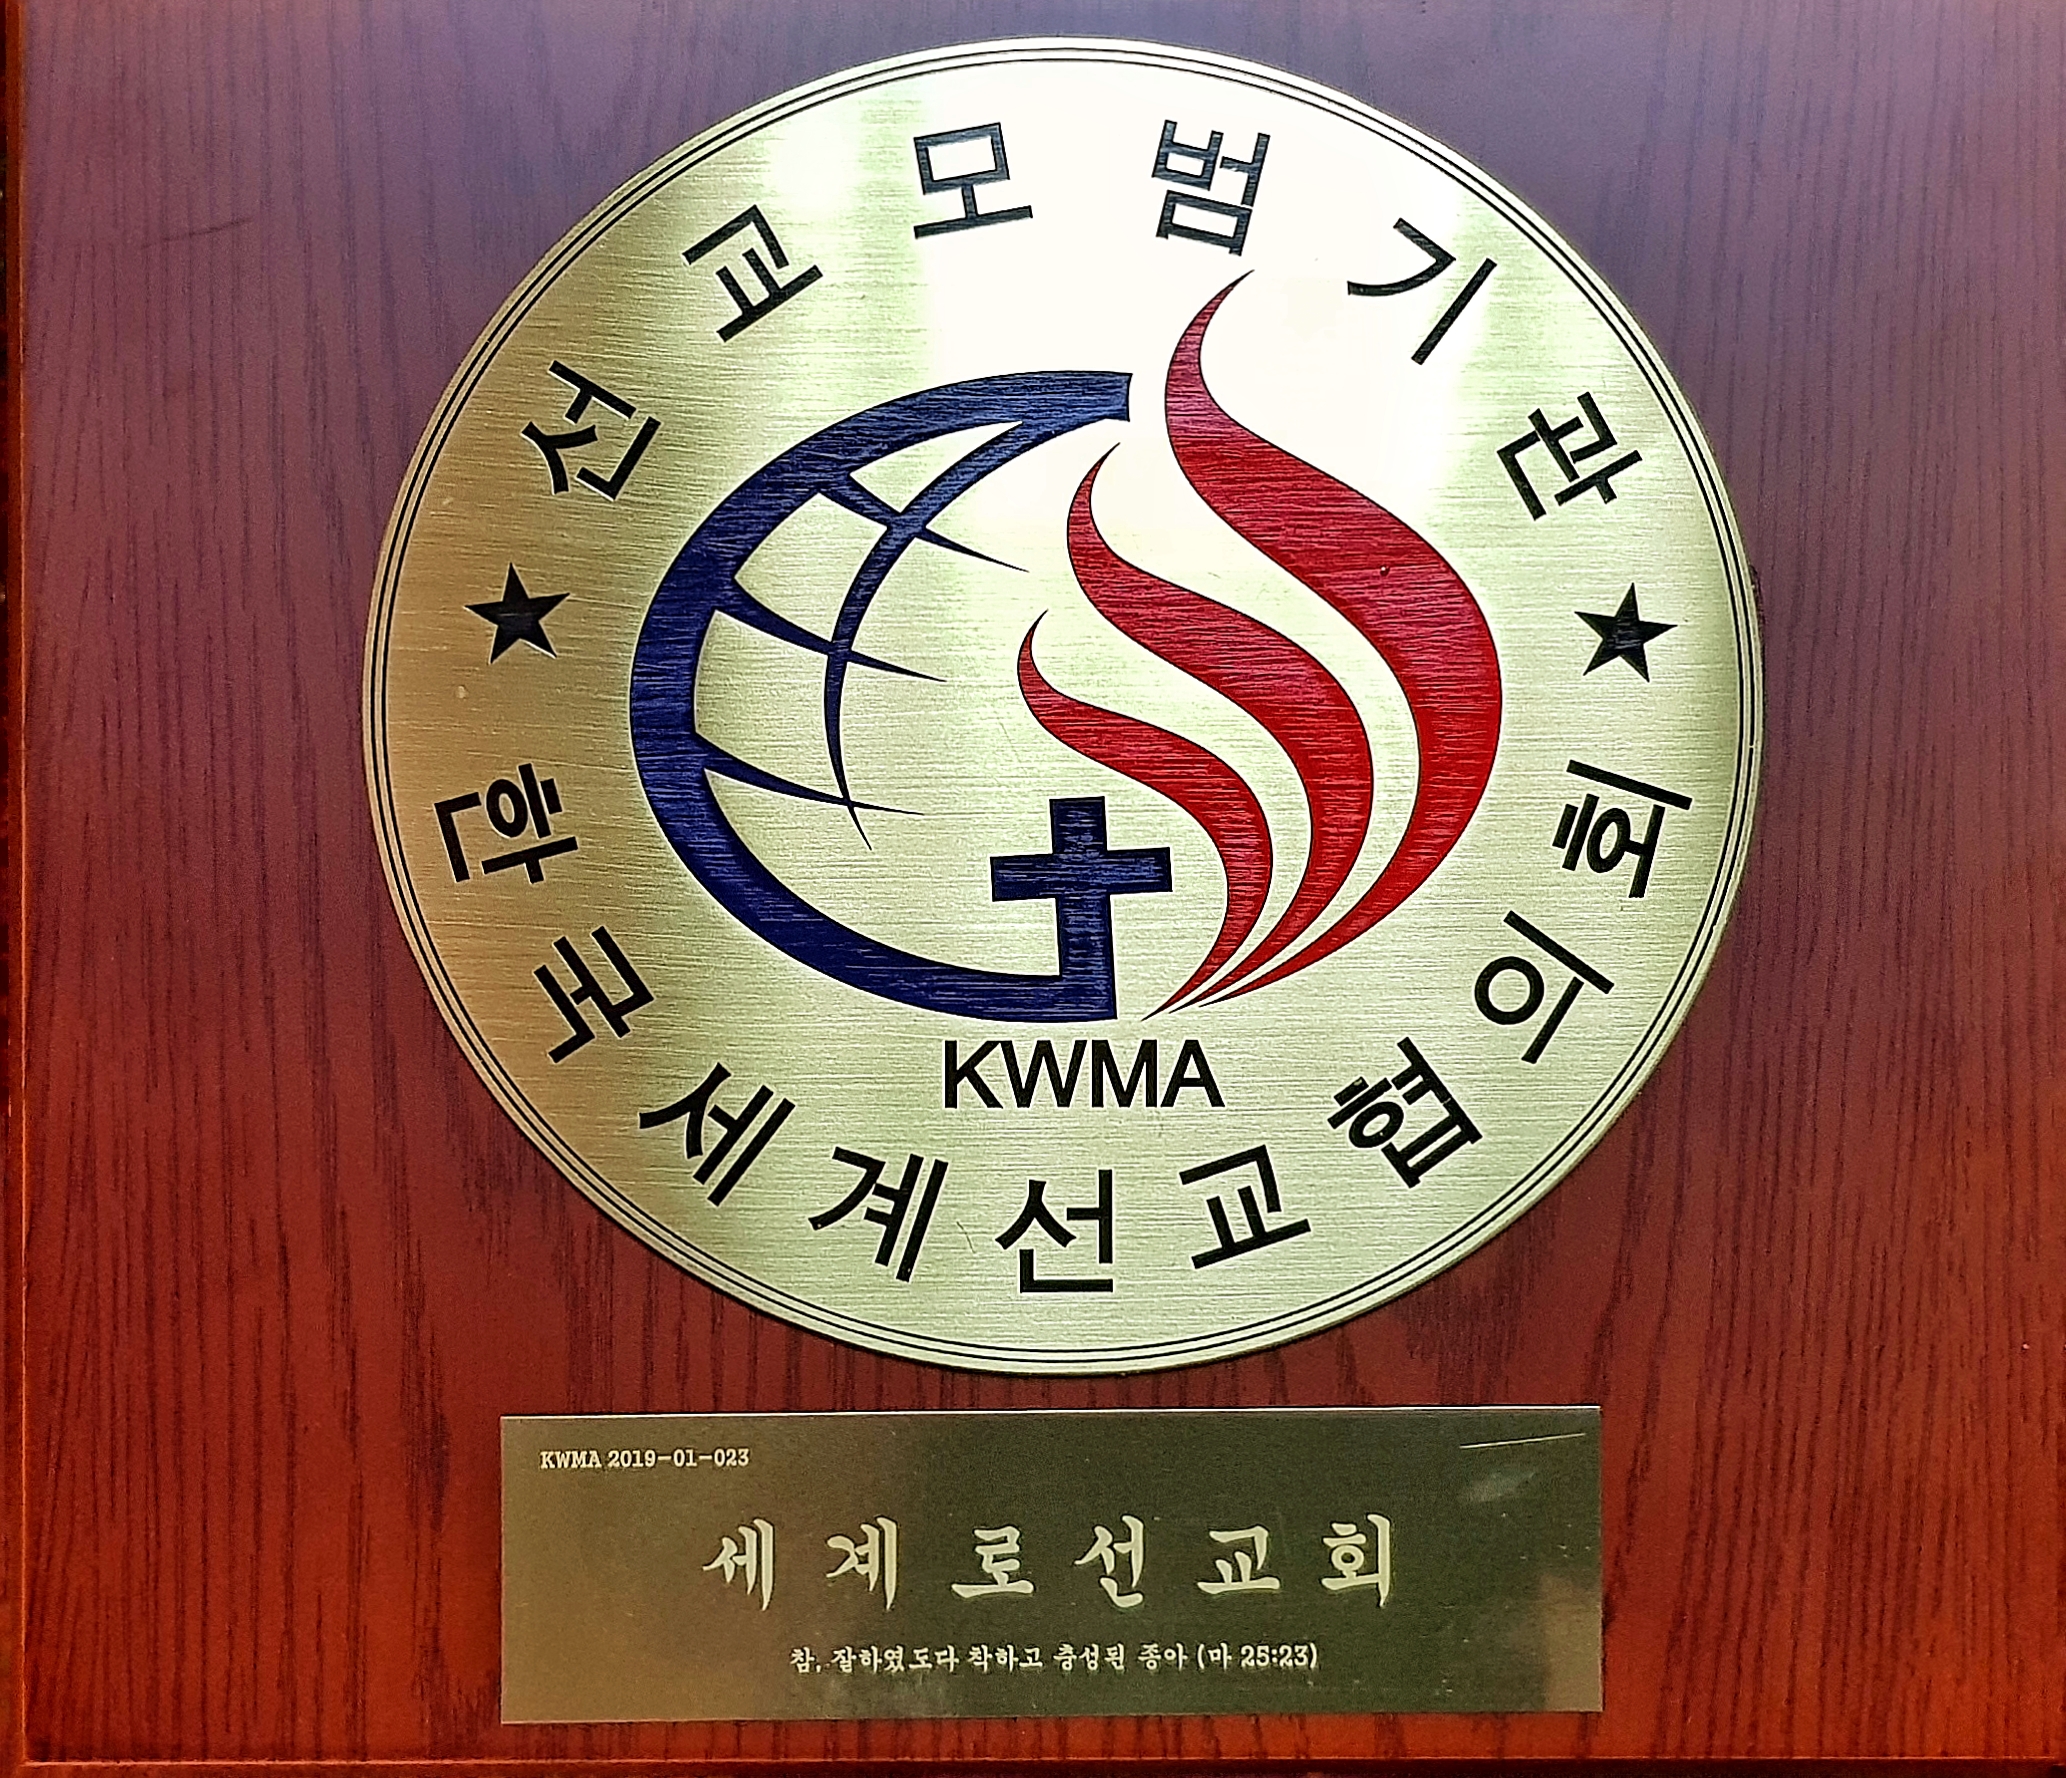 선교모범기관
★ ★
KWMA
한국세계선교협의회
KWMA 2019-01-023
세계로선교회
참, 잘하였도다 착하고 충성된 종아 (마 25:23)